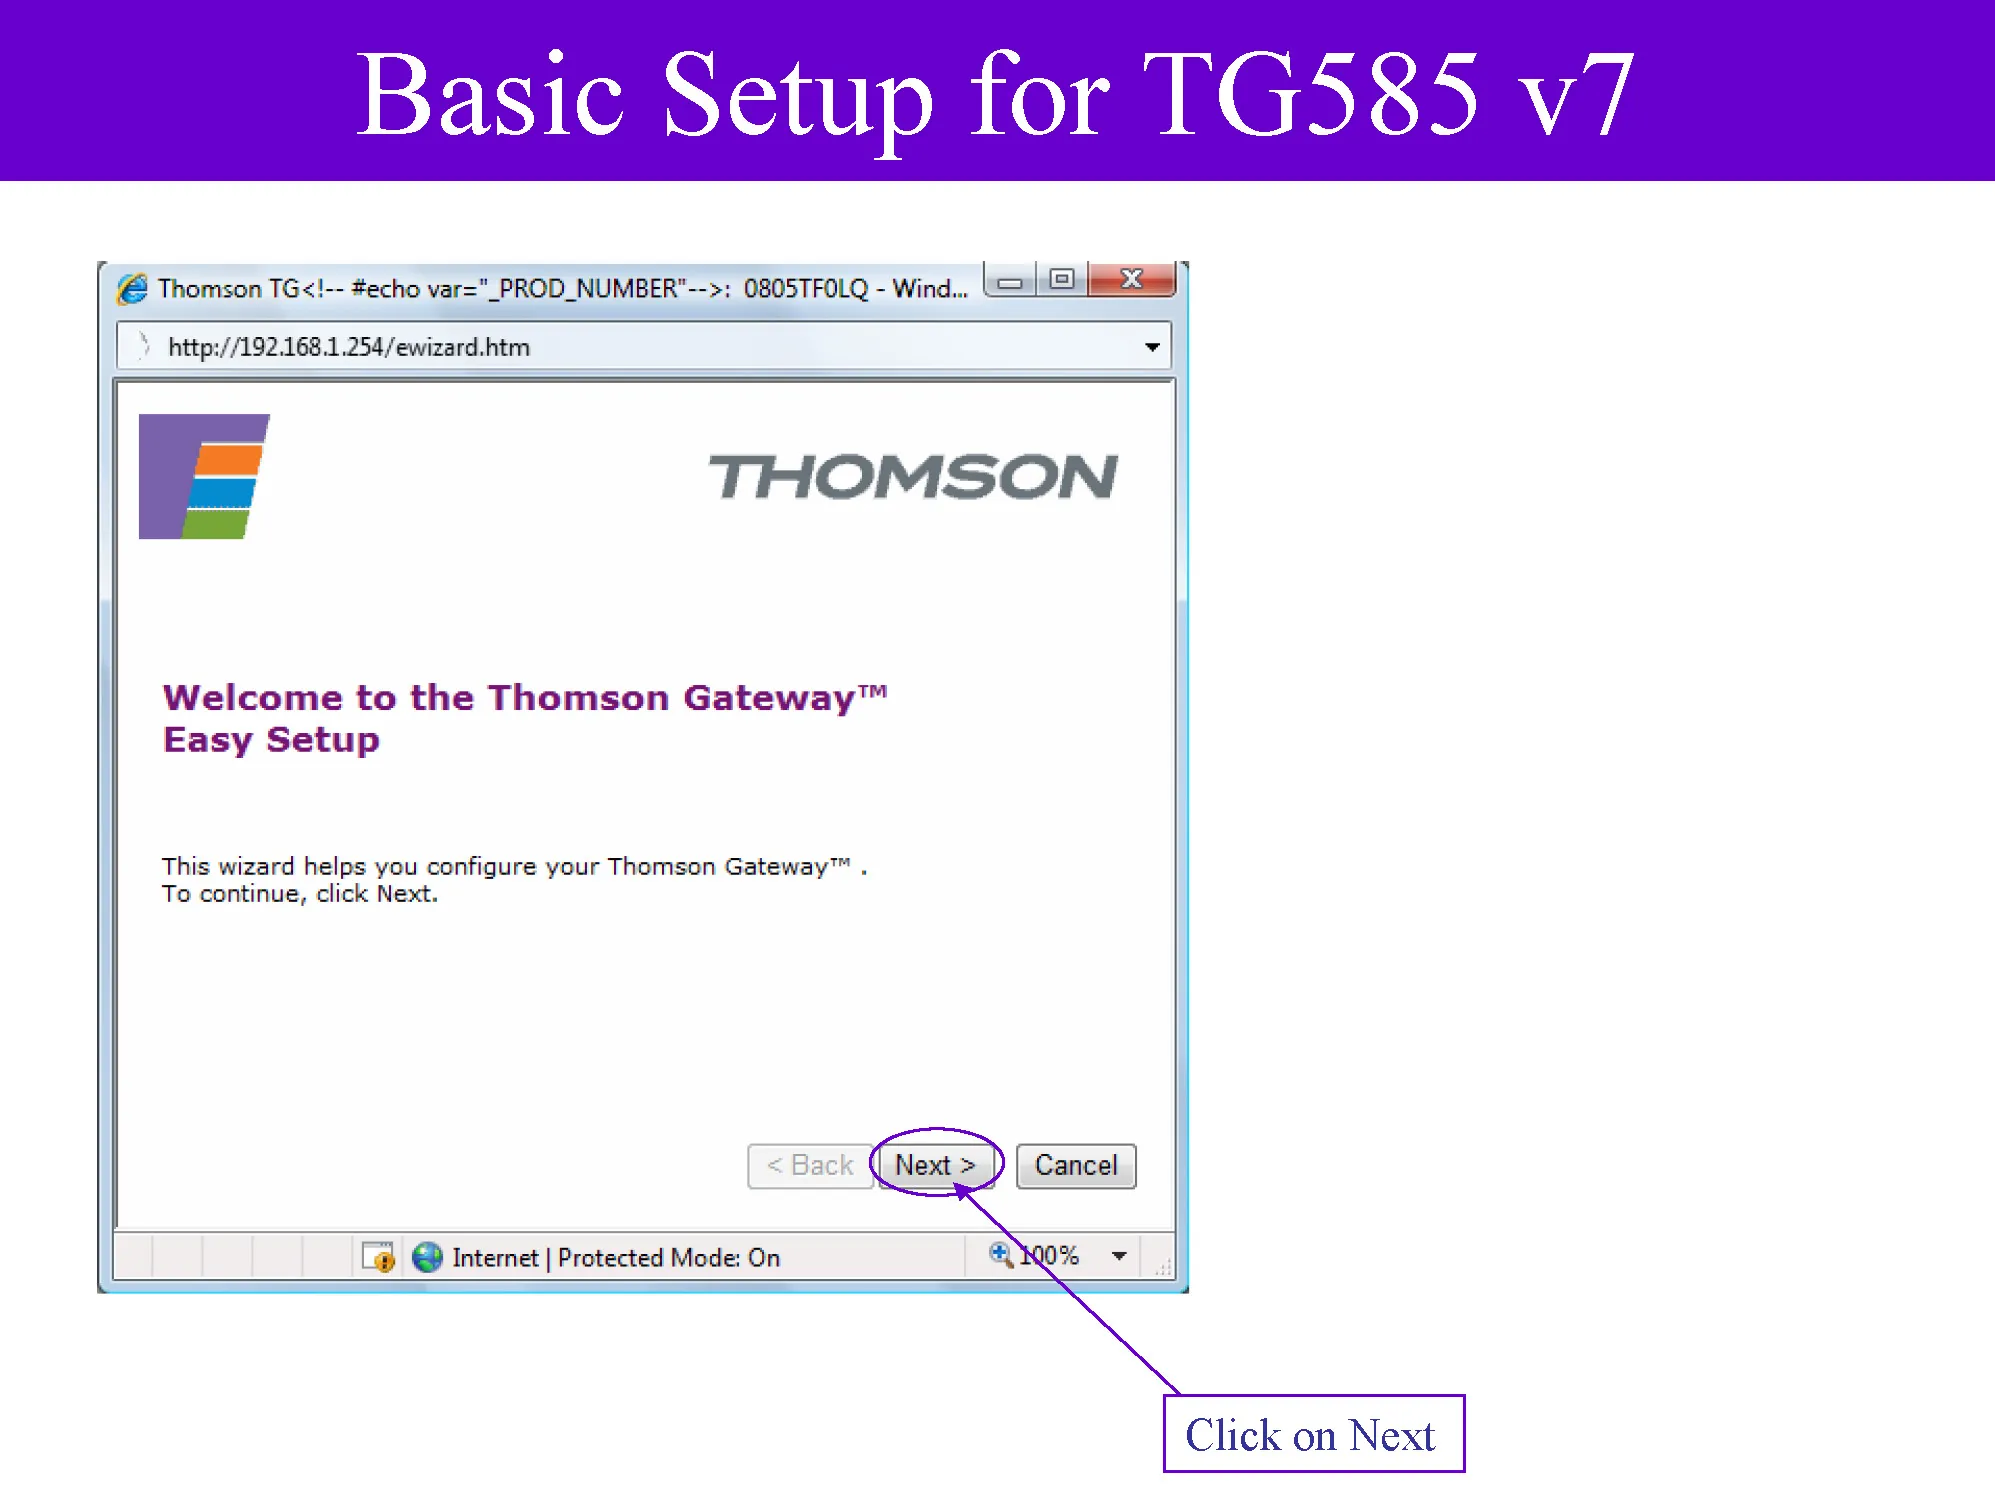 Basic Setup for TG585 v7
Thomson TG<!-- #echo var="_PROD_NUMBER"-->: 0805TF0LQ - Wind...
http://192.168.1.254/ewizard.htm
THOMSON
Welcome to the Thomson Gateway™
Easy Setup
This wizard helps you configure your Thomson Gateway™ .
To continue, click Next.
< Back Next > Cancel
Internet | Protected Mode: On 100%
Click on Next